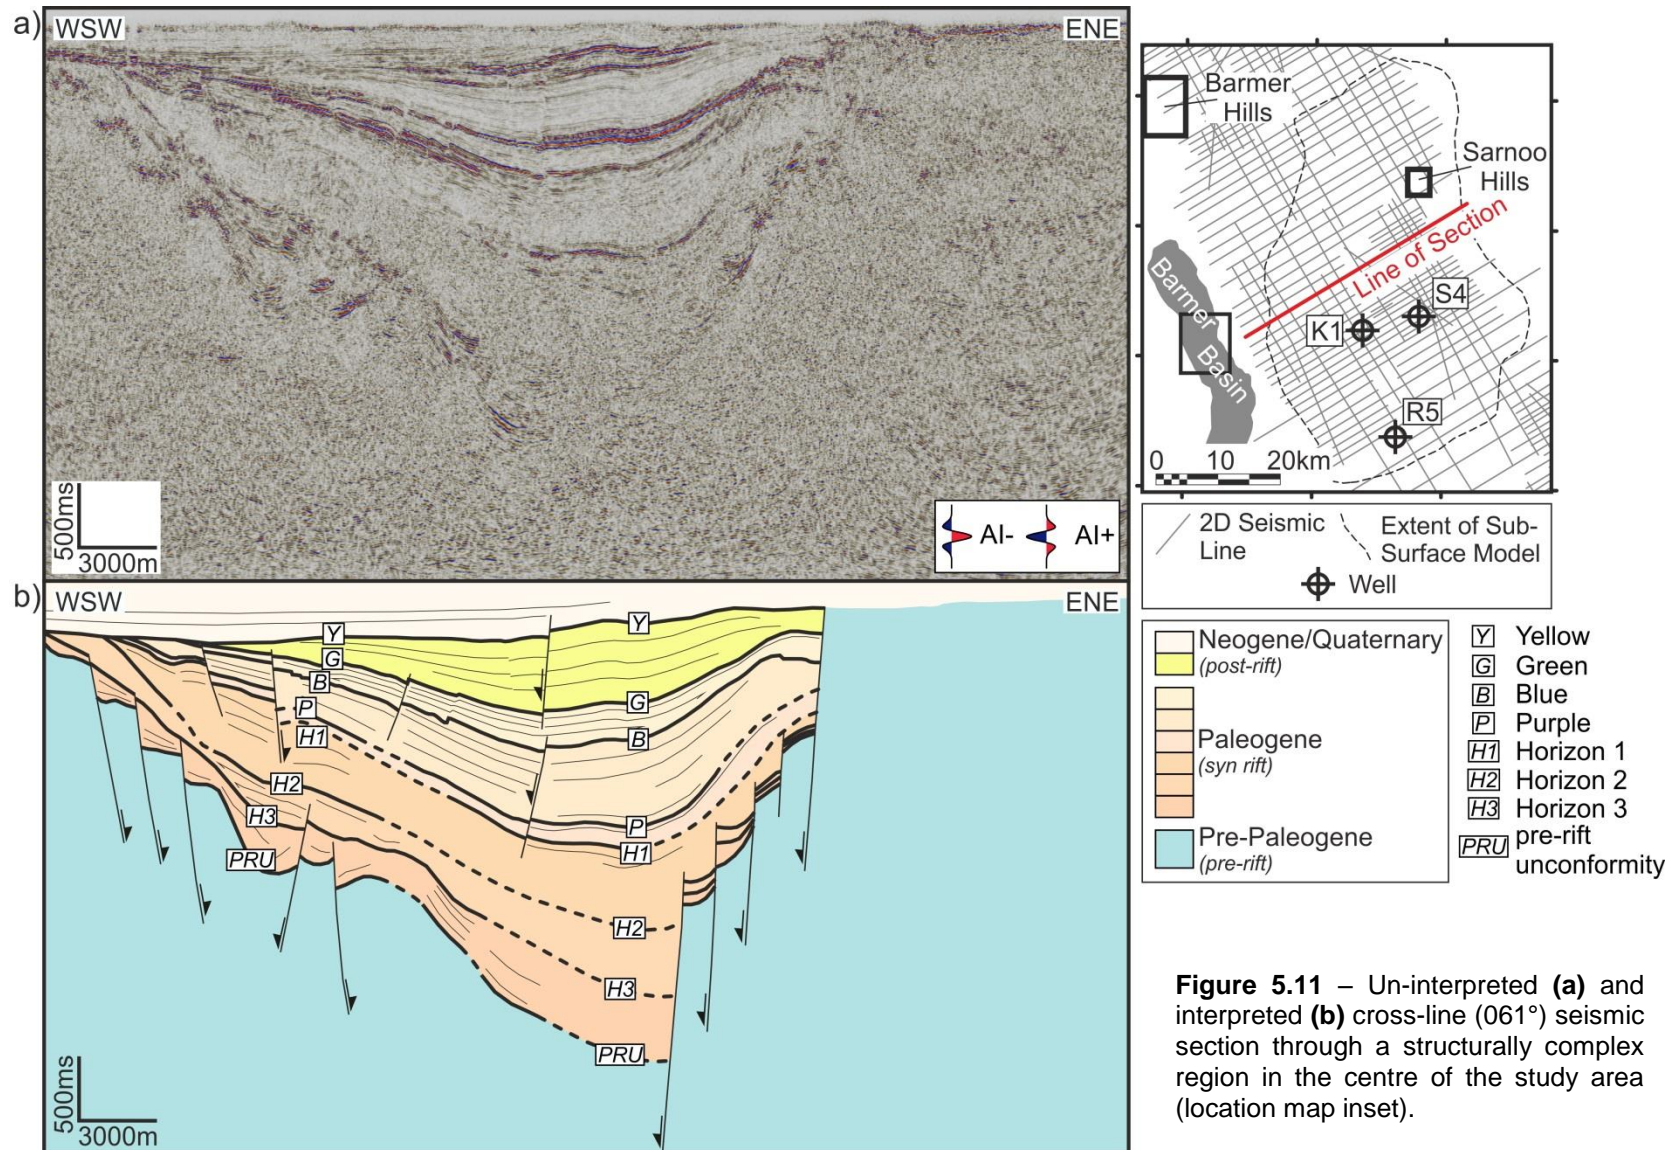 a)
WSW
ENE
500ms
3000m
AI-
AI+
Barmer
Hills
Sarnoo
Hills
Line of Section
Barmer
Basin
K1
S4
R5
0 10 20km
2D Seismic
Line
Extent of Sub-
Surface Model
Well
b)
WSW
ENE
Y
G
B
P
H1
H2
H3
PRU
Y
G
B
P
H1
H2
H3
PRU
500ms
3000m
Neogene/Quaternary
(post-rift)
Paleogene
(syn rift)
Pre-Paleogene
(pre-rift)
Y Yellow
G Green
B Blue
P Purple
H1 Horizon 1
H2 Horizon 2
H3 Horizon 3
PRU pre-rift
unconformity
Figure 5.11 – Un-interpreted (a) and
interpreted (b) cross-line (061°) seismic
section through a structurally complex
region in the centre of the study area
(location map inset).